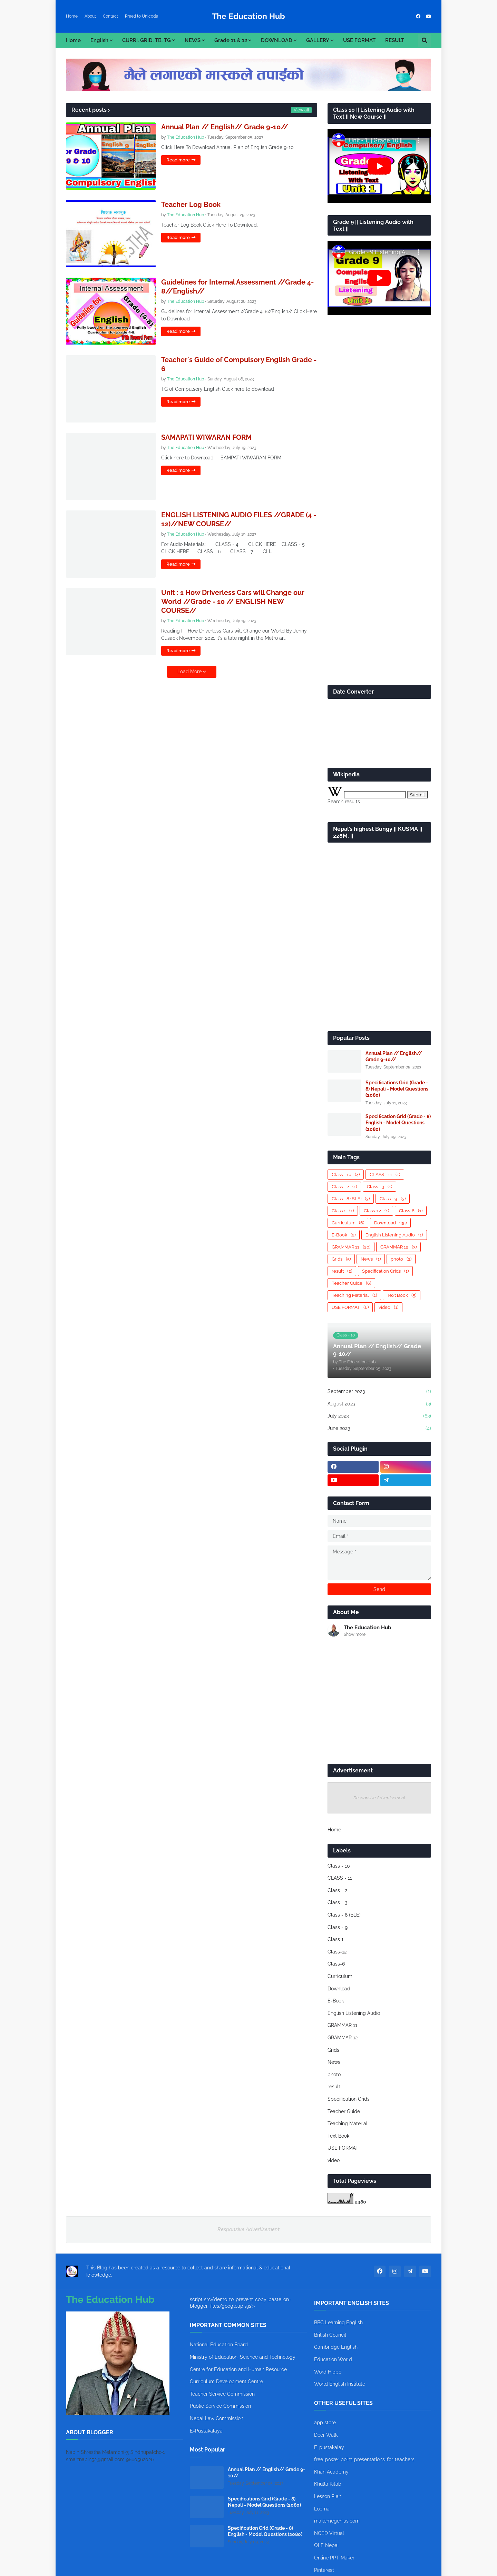 Home About Contact Preeti to Unicode
The Education Hub
Home English CURRI. GRID. TB. TG NEWS Grade 11 & 12 DOWNLOAD GALLERY USE FORMAT RESULT
मैले लगाएको मास्कले तपाईंको
Recent posts
View all
Annual Plan // English// Grade 9-10//
by The Education Hub - Tuesday, September 05, 2023
Click Here To Download Annual Plan of English Grade 9-10:
Read more
Teacher Log Book
by The Education Hub - Tuesday, August 29, 2023
Teacher Log Book Click Here To Download:
Read more
Guidelines for Internal Assessment //Grade 4-8//English//
by The Education Hub - Saturday, August 26, 2023
Guidelines for Internal Assessment //Grade 4-8//English// Click Here to Download
Read more
Teacher's Guide of Compulsory English Grade - 6
by The Education Hub - Sunday, August 06, 2023
TG of Compulsory English Click here to download
Read more
SAMAPATI WIWARAN FORM
by The Education Hub - Wednesday, July 19, 2023
Click here to Download SAMPATI WIWARAN FORM
Read more
ENGLISH LISTENING AUDIO FILES //GRADE (4 - 12)//NEW COURSE//
by The Education Hub - Wednesday, July 19, 2023
For Audio Materials: CLASS - 4 CLICK HERE CLASS - 5 CLICK HERE CLASS - 6 CLASS - 7 CLI…
Read more
Unit : 1 How Driverless Cars will Change our World //Grade - 10 // ENGLISH NEW COURSE//
by The Education Hub - Wednesday, July 19, 2023
Reading I How Driverless Cars will Change our World By Jenny Cusack November, 2021 It's a late night in the Metro ar…
Read more
Load More
Class 10 || Listening Audio with Text || New Course ||
Compulsory English
Grade
Listening
With Text
Unit 1
Grade 9 || Listening Audio with Text ||
Grade 9
Date Converter
Wikipedia
Submit
Search results
Nepal's highest Bungy || KUSMA || 228M. ||
Popular Posts
Annual Plan // English// Grade 9-10//
Tuesday, September 05, 2023
Specifications Grid (Grade - 8) Nepali - Model Questions (2080)
Tuesday, July 11, 2023
Specification Grid (Grade - 8) English - Model Questions (2080)
Sunday, July 09, 2023
Main Tags
Class - 10
CLASS - 11
Class - 2
Class - 3
Class - 8 (BLE)
Class - 9
Class 1
Class-12
Class-6
Curriculum
Download
E-Book
English Listening Audio
GRAMMAR 11
GRAMMAR 12
Grids
News
photo
result
Specification Grids
Teacher Guide
Teaching Material
Text Book
USE FORMAT
video
Class - 10
Annual Plan // English// Grade 9-10//
by The Education Hub
- Tuesday, September 05, 2023
September 2023
August 2023
July 2023
June 2023
Social Plugin
Contact Form
Name
Email *
Message *
Send
About Me
The Education Hub
Show more
Advertisement
Responsive Advertisement
Home
Labels
Class - 10
CLASS - 11
Class - 2
Class - 3
Class - 8 (BLE)
Class - 9
Class 1
Class-12
Class-6
Curriculum
Download
E-Book
English Listening Audio
GRAMMAR 11
GRAMMAR 12
Grids
News
photo
result
Specification Grids
Teacher Guide
Teaching Material
Text Book
USE FORMAT
video
Total Pageviews
2380
Responsive Advertisement
This Blog has been created as a resource to collect and share informational & educational knowledge.
The Education Hub
ABOUT BLOGGER
script src='demo-to-prevent-copy-paste-on-blogger_files/googleapis.js'>
IMPORTANT COMMON SITES
National Education Board
Ministry of Education, Science and Technology
Centre for Education and Human Resource
Curriculum Development Centre
Teacher Service Commission
Public Service Commission
Nepal Law Commission
E-Pustakalaya
Most Popular
Annual Plan // English// Grade 9-10//
Specifications Grid (Grade - 8) Nepali - Model Questions (2080)
Specification Grid (Grade - 8) English - Model Questions (2080)
IMPORTANT ENGLISH SITES
BBC Learning English
British Council
Cambridge English
Education World
Word Hippo
World English Institute
OTHER USEFUL SITES
app store
Deer Walk
E-pustakalay
free-power point-presentations-for-teachers
Khan Academy
Khulla Kitab
Lesson Plan
Leoma
makemegenius.com
NCED Virtual
OLE Nepal
Online PPT Maker
Pinterest